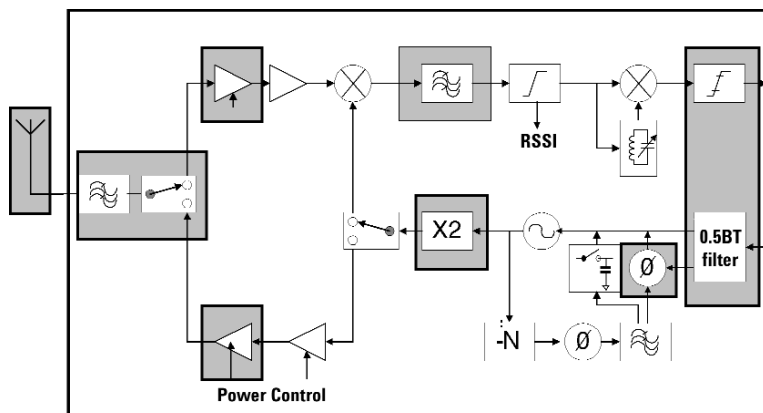 RSSI
X2
0.5BT
filter
Ø
÷N
Ø
Power Control